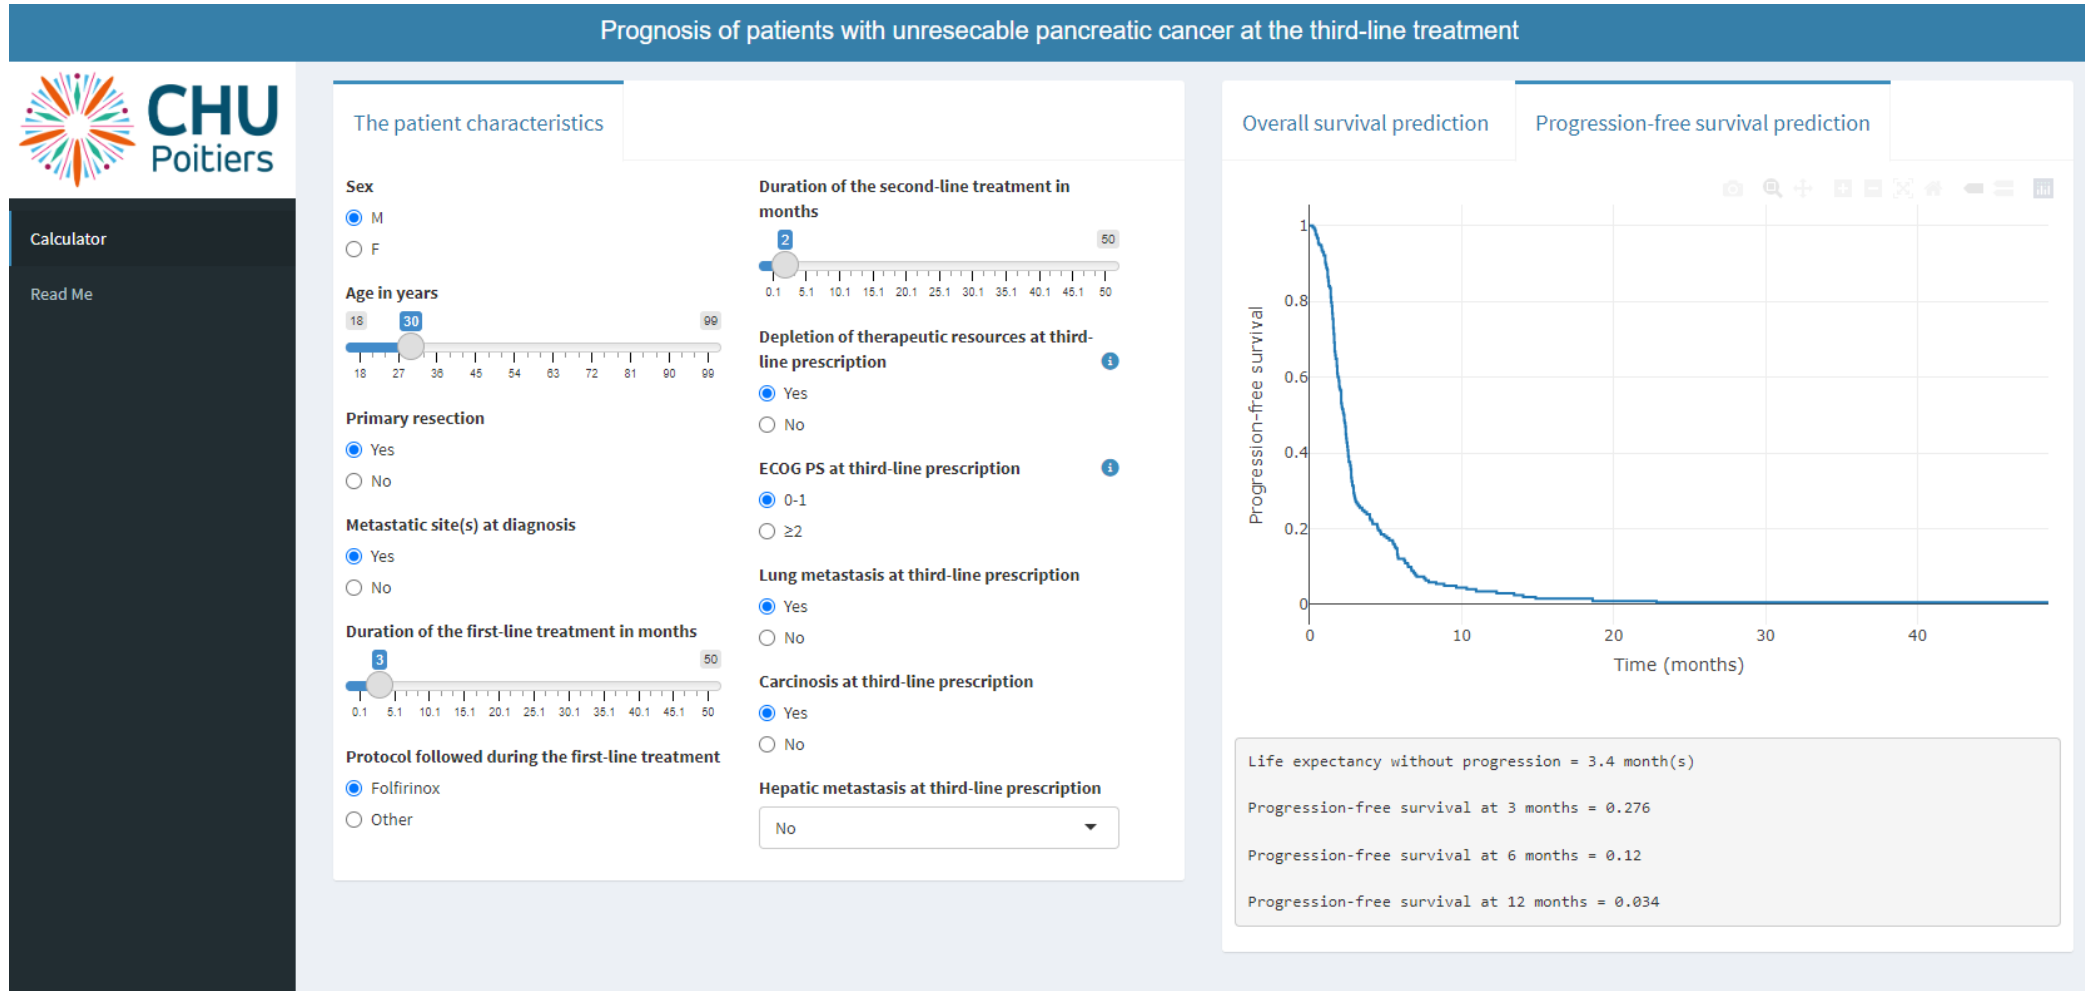 Prognosis of patients with unresecable pancreatic cancer at the third-line treatment
CHU
Poitiers
Calculator
Read Me
The patient characteristics
Sex
M
F
Age in years
18 30 99
18 27 36 45 54 63 72 81 90 99
Primary resection
Yes
No
Metastatic site(s) at diagnosis
Yes
No
Duration of the first-line treatment in months
3 50
0.1 5.1 10.1 15.1 20.1 25.1 30.1 35.1 40.1 45.1 50
Protocol followed during the first-line treatment
Folfirinox
Other
Duration of the second-line treatment in
months
2 50
0.1 5.1 10.1 15.1 20.1 25.1 30.1 35.1 40.1 45.1 50
Depletion of therapeutic resources at third-
line prescription
Yes
No
ECOG PS at third-line prescription
0-1
≥2
Lung metastasis at third-line prescription
Yes
No
Carcinosis at third-line prescription
Yes
No
Hepatic metastasis at third-line prescription
No
Overall survival prediction
Progression-free survival prediction
Progression-free survival
1
0.8
0.6
0.4
0.2
0
0 10 20 30 40
Time (months)
Life expectancy without progression = 3.4 month(s)
Progression-free survival at 3 months = 0.276
Progression-free survival at 6 months = 0.12
Progression-free survival at 12 months = 0.034